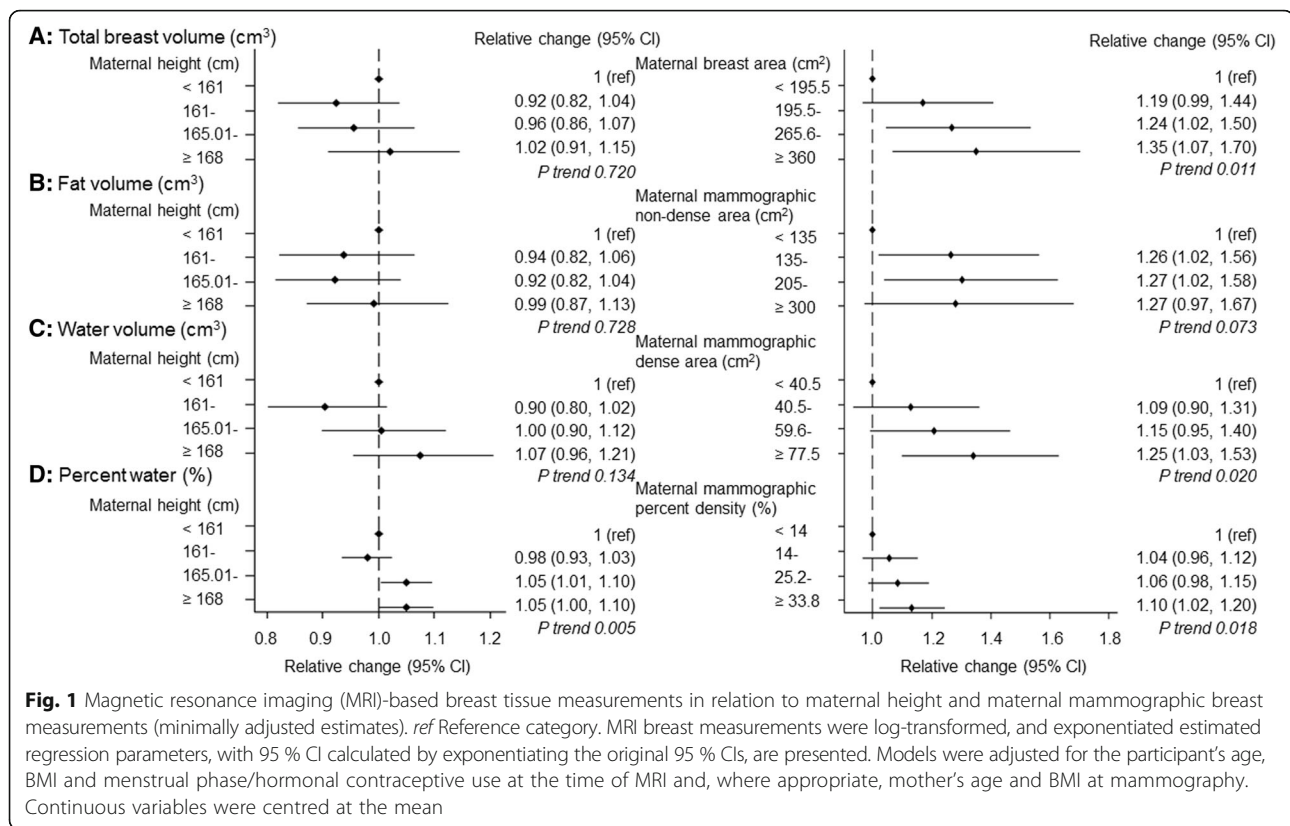 A: Total breast volume (cm³)
Relative change (95% CI)
Maternal height (cm)
< 161
1 (ref)
161-
0.92 (0.82, 1.04)
165.01-
0.96 (0.86, 1.07)
≥ 168
1.02 (0.91, 1.15)
P trend 0.720
Relative change (95% CI)
Maternal breast area (cm²)
< 195.5
1 (ref)
195.5-
1.19 (0.99, 1.44)
265.6-
1.24 (1.02, 1.50)
≥ 360
1.35 (1.07, 1.70)
P trend 0.011
B: Fat volume (cm³)
Maternal height (cm)
< 161
1 (ref)
161-
0.94 (0.82, 1.06)
165.01-
0.92 (0.82, 1.04)
≥ 168
0.99 (0.87, 1.13)
P trend 0.728
Maternal mammographic
non-dense area (cm²)
< 135
1 (ref)
135-
1.26 (1.02, 1.56)
205-
1.27 (1.02, 1.58)
≥ 300
1.27 (0.97, 1.67)
P trend 0.073
C: Water volume (cm³)
Maternal height (cm)
< 161
1 (ref)
161-
0.90 (0.80, 1.02)
165.01-
1.00 (0.90, 1.12)
≥ 168
1.07 (0.96, 1.21)
P trend 0.134
Maternal mammographic
dense area (cm²)
< 40.5
1 (ref)
40.5-
1.09 (0.90, 1.31)
59.6-
1.15 (0.95, 1.40)
≥ 77.5
1.25 (1.03, 1.53)
P trend 0.020
D: Percent water (%)
Maternal height (cm)
< 161
1 (ref)
161-
0.98 (0.93, 1.03)
165.01-
1.05 (1.01, 1.10)
≥ 168
1.05 (1.00, 1.10)
P trend 0.005
0.8 0.9 1.0 1.1 1.2
Relative change (95% CI)
Maternal mammographic
percent density (%)
< 14
1 (ref)
14-
1.04 (0.96, 1.12)
25.2-
1.06 (0.98, 1.15)
≥ 33.8
1.10 (1.02, 1.20)
P trend 0.018
1.0 1.2 1.4 1.6 1.8
Relative change (95% CI)
Fig. 1 Magnetic resonance imaging (MRI)-based breast tissue measurements in relation to maternal height and maternal mammographic breast
measurements (minimally adjusted estimates). ref Reference category. MRI breast measurements were log-transformed, and exponentiated estimated
regression parameters, with 95 % CI calculated by exponentiating the original 95 % CIs, are presented. Models were adjusted for the participant's age,
BMI and menstrual phase/hormonal contraceptive use at the time of MRI and, where appropriate, mother's age and BMI at mammography.
Continuous variables were centred at the mean